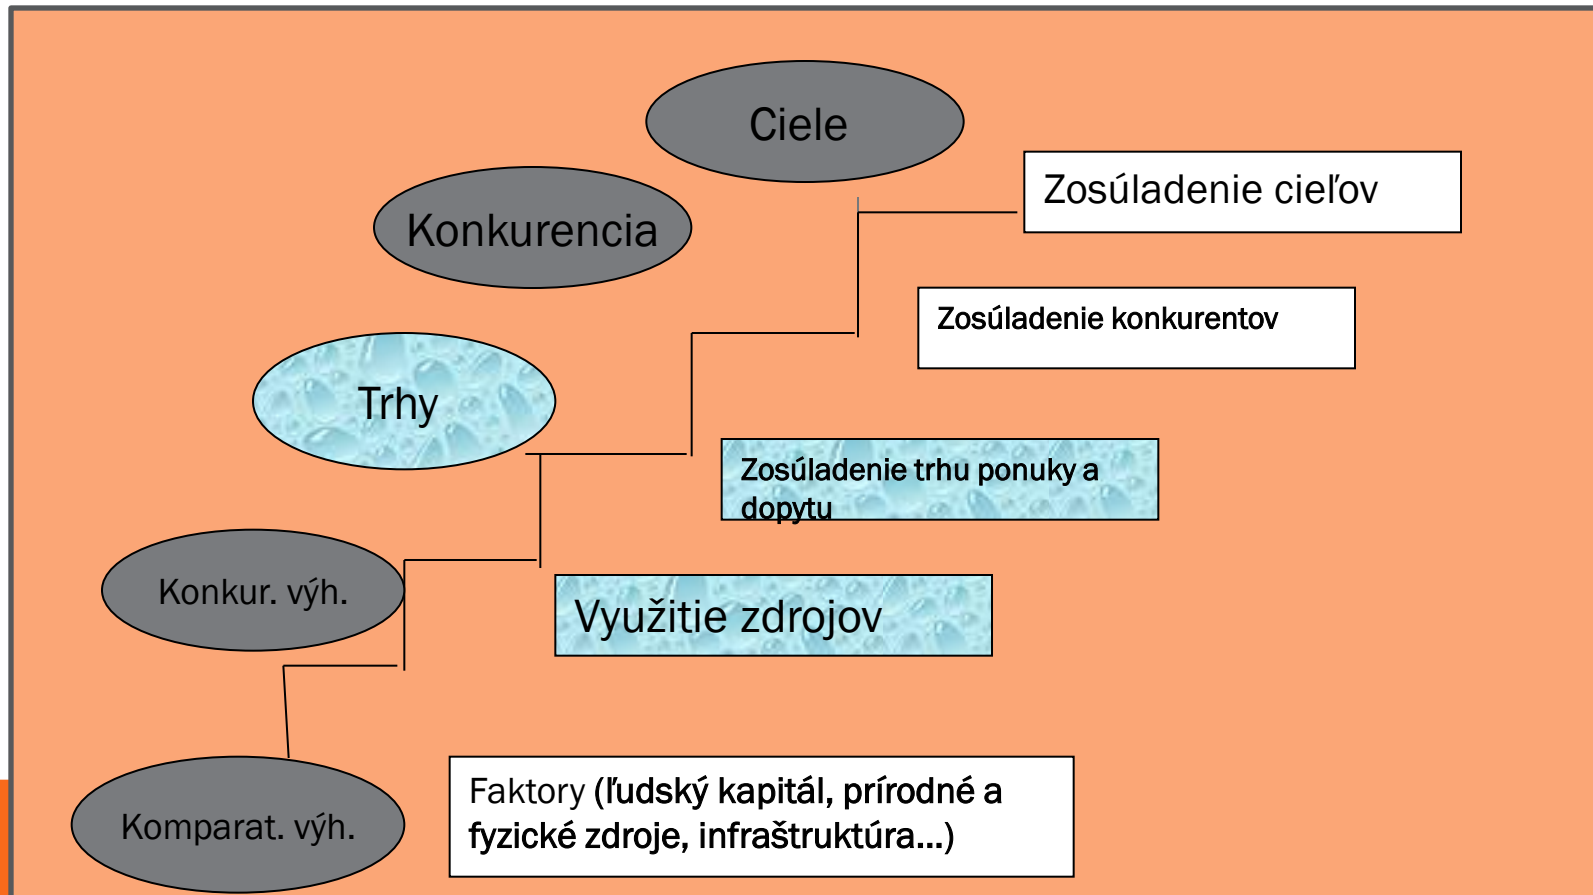 Ciele
Zosúladenie cieľov
Konkurencia
Zosúladenie konkurentov
Trhy
Zosúladenie trhu ponuky a
dopytu
Konkur. výh.
Využitie zdrojov
Komparat. výh.
Faktory (ľudský kapitál, prírodné a
fyzické zdroje, infraštruktúra...)